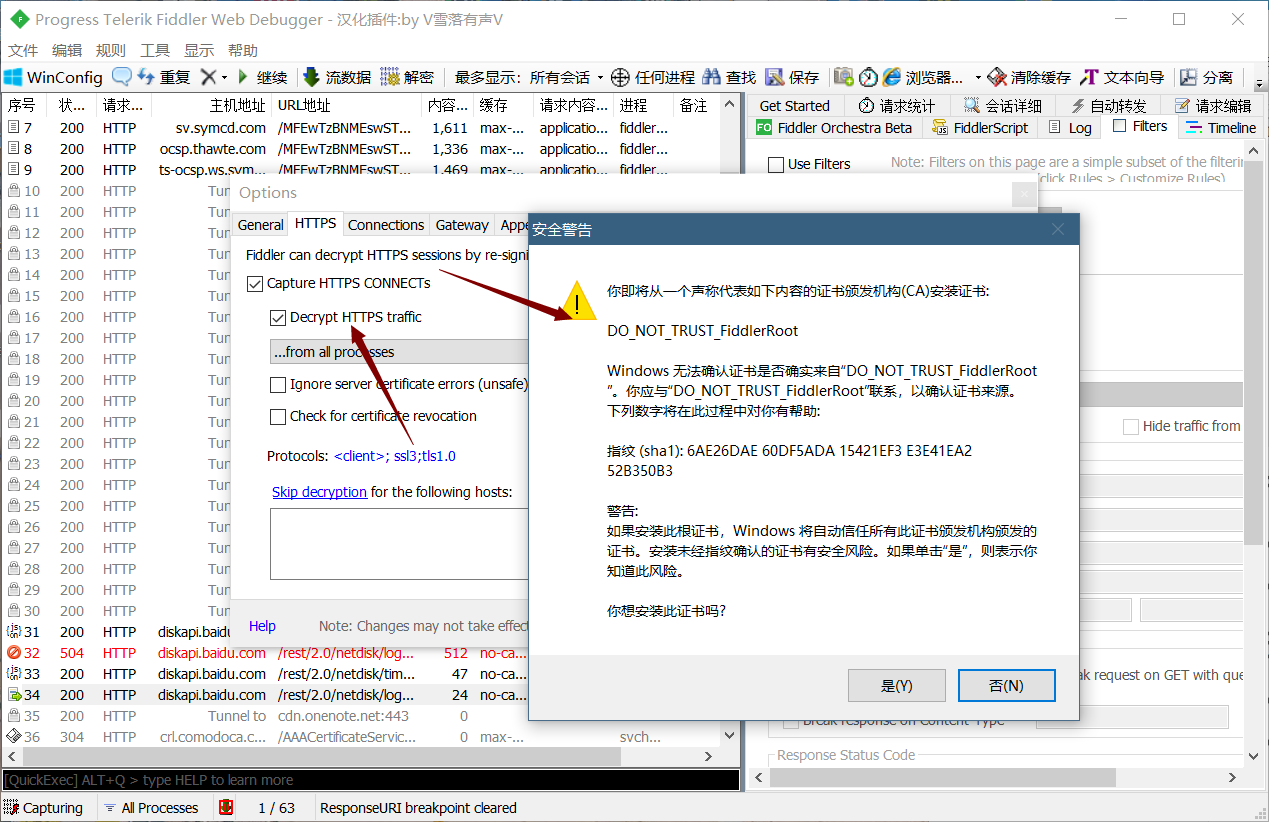 Progress Telerik Fiddler Web Debugger - 汉化插件:by V雪落有声V
文件 编辑 规则 工具 显示 帮助
WinConfig 重复 继续 流数据 解密 最多显示：所有会话 任何进程 查找 保存 浏览器... 清除缓存 文本向导 分离
序号 状... 请求... 主机地址 URL地址 内容... 缓存 请求内容... 进程 备注
7 200 HTTP sv.symcd.com /MFEwTzBNMEswST... 1,611 max-... applicatio... fiddler...
8 200 HTTP ocsp.thawte.com /MFEwTzBNMEswST... 1,336 max-... applicatio... fiddler...
9 200 HTTP ts-ocsp.ws.sym... /MFEwTzBNMEswST... 1,469 max-... applicatio... fiddler...
10 200 HTTP Tun
11 200 HTTP Tun
12 200 HTTP Tun
13 200 HTTP Tun
14 200 HTTP Tun
15 200 HTTP Tun
16 200 HTTP Tun
17 200 HTTP Tun
18 200 HTTP Tun
19 200 HTTP Tun
20 200 HTTP Tun
21 200 HTTP Tun
22 200 HTTP Tun
23 200 HTTP Tun
24 200 HTTP Tun
25 200 HTTP Tun
26 200 HTTP Tun
27 200 HTTP Tun
28 200 HTTP Tun
29 200 HTTP Tun
30 200 HTTP Tun
31 200 HTTP diskapi.baidu
32 504 HTTP diskapi.baidu.com /rest/2.0/netdisk/log... 512 no-ca...
33 200 HTTP diskapi.baidu.com /rest/2.0/netdisk/tim... 47 no-ca...
34 200 HTTP diskapi.baidu.com /rest/2.0/netdisk/log... 24 no-ca...
35 200 HTTP Tunnel to cdn.onenote.net:443 0
36 304 HTTP crl.comodoca.c... /AAACertificateServic... 0 max-... svch...
[QuickExec] ALT+Q > type HELP to learn more
Capturing All Processes 1 / 63 ResponseURI breakpoint cleared
Get Started 请求统计 会话详细 自动转发 请求编辑
Fiddler Orchestra Beta FiddlerScript Log Filters Timeline
Use Filters
Note: Filters on this page are a simple subset of the filterin
(click Rules > Customize Rules)
Hide traffic from
ak request on GET with que
Break response on Content-Type
Response Status Code
Options
General HTTPS Connections Gateway Appe
Fiddler can decrypt HTTPS sessions by re-signi
Capture HTTPS CONNECTs
Decrypt HTTPS traffic
...from all processes
Ignore server certificate errors (unsafe)
Check for certificate revocation
Protocols: <client>; ssl3;tls1.0
Skip decryption for the following hosts:
Help Note: Changes may not take effect
安全警告
你即将从一个声称代表如下内容的证书颁发机构(CA)安装证书:
DO_NOT_TRUST_FiddlerRoot
Windows 无法确认证书是否确实来自“DO_NOT_TRUST_FiddlerRoot
”。你应与“DO_NOT_TRUST_FiddlerRoot”联系，以确认证书来源。
下列数字将在此过程中对你有帮助:
指纹 (sha1): 6AE26DAE 60DF5ADA 15421EF3 E3E41EA2
52B350B3
警告:
如果安装此根证书，Windows 将自动信任所有此证书颁发机构颁发的
证书。安装未经指纹确认的证书有安全风险。如果单击“是”，则表示你
知道此风险。
你想安装此证书吗?
是(Y) 否(N)